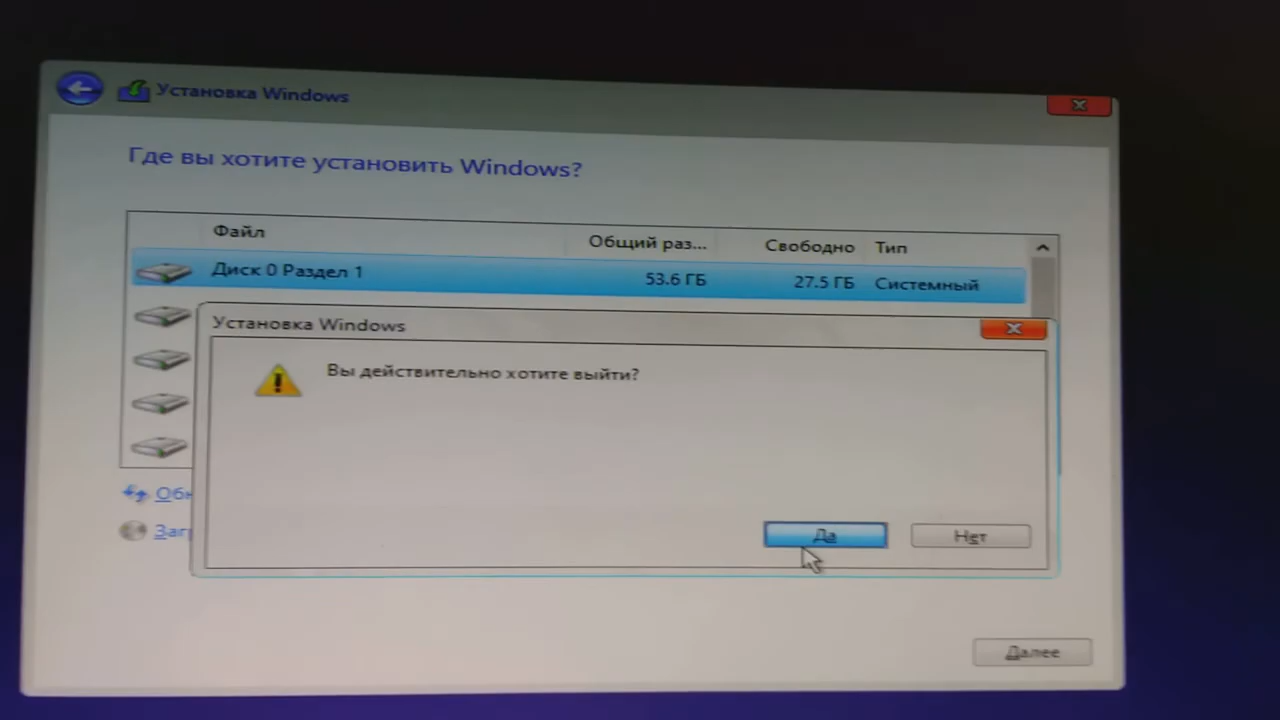 Установка Windows
Где вы хотите установить Windows?
Файл Общий раз... Свободно Тип
Диск 0 Раздел 1 53.6 ГБ 27.5 ГБ Системный
Установка Windows
Вы действительно хотите выйти?
Да Нет
Далее